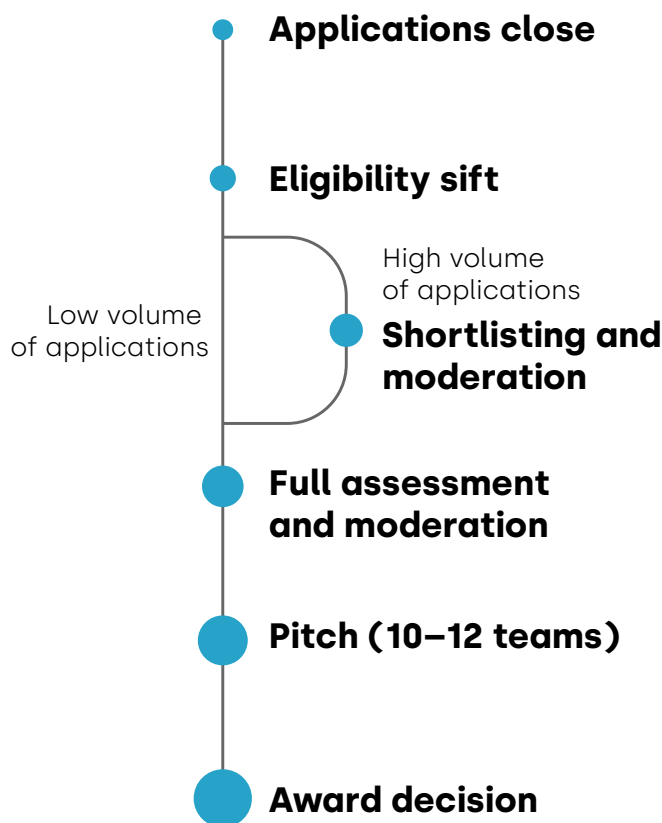 Applications close
Eligibility sift
High volume
of applications
Low volume
of applications
Shortlisting and
moderation
Full assessment
and moderation
Pitch (10–12 teams)
Award decision